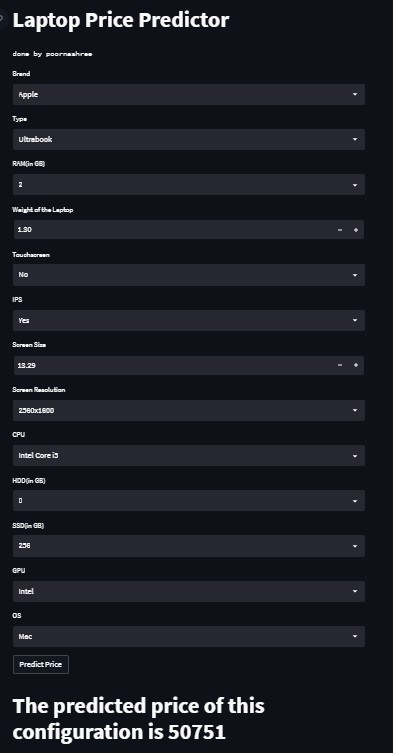 Laptop Price Predictor
done by poornashree
Brand
Apple
Type
Ultrabook
RAM(in GB)
2
Weight of the Laptop
1.30
Touchscreen
No
IPS
Yes
Screen Size
13.29
Screen Resolution
2560x1600
CPU
Intel Core i5
HDD(in GB)
0
SSD(in GB)
256
GPU
Intel
OS
Mac
Predict Price
The predicted price of this
configuration is 50751